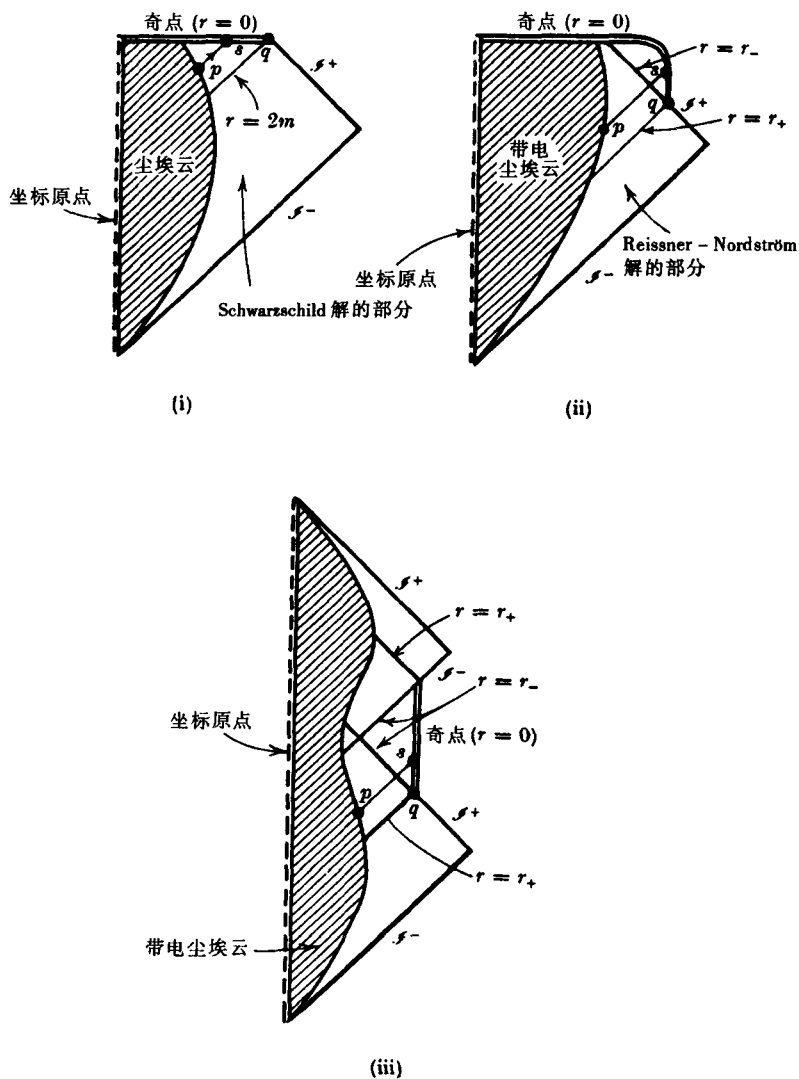 奇点 (r = 0)
s
q
p
𝓘+
r = 2m
尘埃云
坐标原点
𝓘−
Schwarzschild 解的部分
(i)
奇点 (r = 0)
r = r₋
s
q
𝓘+
r = r₊
p
带电
尘埃云
Reissner – Nordström
解的部分
坐标原点
𝓘−
(ii)
𝓘+
r = r₊
𝓘−
r = r₋
坐标原点
奇点 (r = 0)
s
p
q
𝓘+
r = r₊
带电尘埃云
𝓘−
(iii)